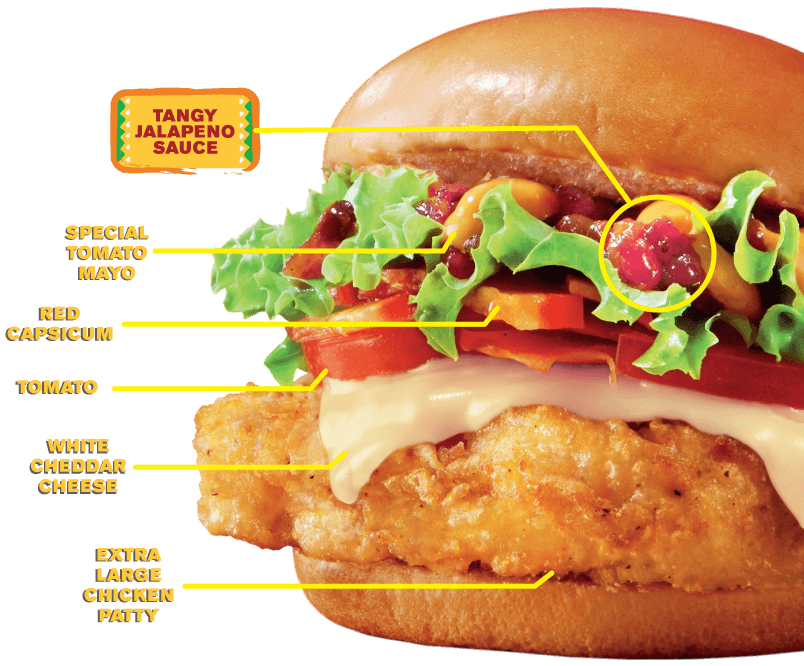 TANGY
JALAPENO
SAUCE
SPECIAL
TOMATO
MAYO
RED
CAPSICUM
TOMATO
WHITE
CHEDDAR
CHEESE
EXTRA
LARGE
CHICKEN
PATTY